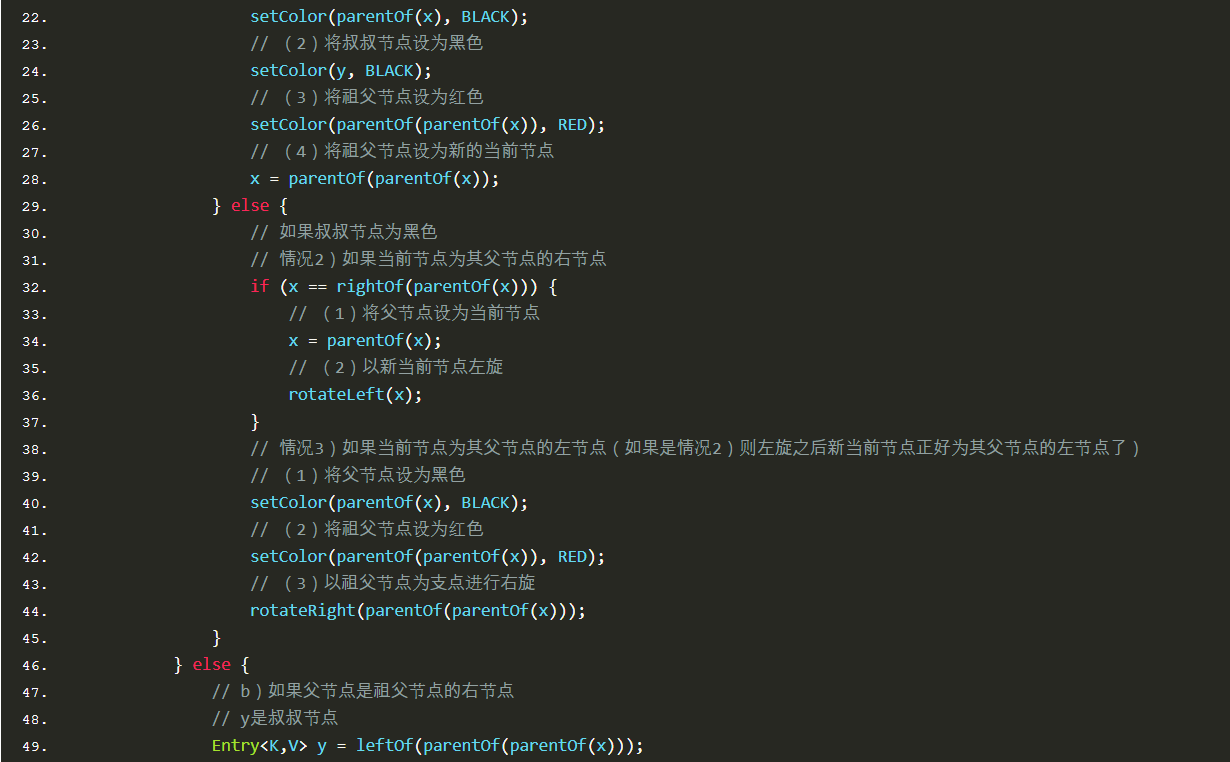 22. setColor(parentOf(x), BLACK);
23. // （2）将叔叔节点设为黑色
24. setColor(y, BLACK);
25. // （3）将祖父节点设为红色
26. setColor(parentOf(parentOf(x)), RED);
27. // （4）将祖父节点设为新的当前节点
28. x = parentOf(parentOf(x));
29. } else {
30. // 如果叔叔节点为黑色
31. // 情况2）如果当前节点为其父节点的右节点
32. if (x == rightOf(parentOf(x))) {
33. // （1）将父节点设为当前节点
34. x = parentOf(x);
35. // （2）以新当前节点左旋
36. rotateLeft(x);
37. }
38. // 情况3）如果当前节点为其父节点的左节点（如果是情况2）则左旋之后新当前节点正好为其父节点的左节点了）
39. // （1）将父节点设为黑色
40. setColor(parentOf(x), BLACK);
41. // （2）将祖父节点设为红色
42. setColor(parentOf(parentOf(x)), RED);
43. // （3）以祖父节点为支点进行右旋
44. rotateRight(parentOf(parentOf(x)));
45. }
46. } else {
47. // b）如果父节点是祖父节点的右节点
48. // y是叔叔节点
49. Entry<K,V> y = leftOf(parentOf(parentOf(x)));